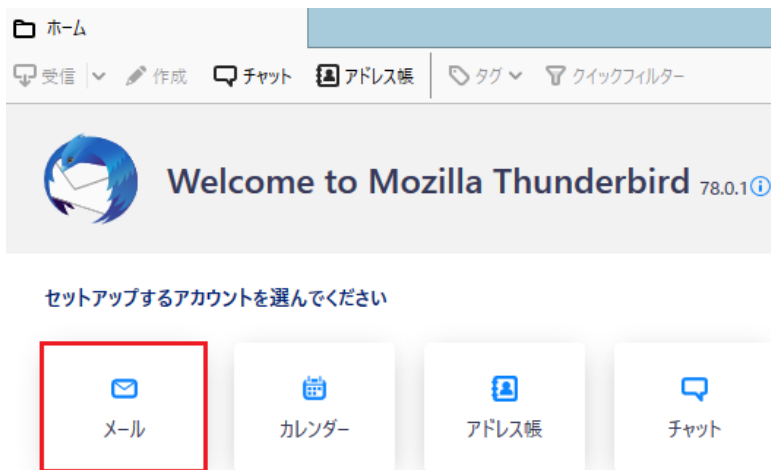 ホーム
受信 作成 チャット アドレス帳 タグ クイックフィルター
Welcome to Mozilla Thunderbird 78.0.1
セットアップするアカウントを選んでください
メール カレンダー アドレス帳 チャット